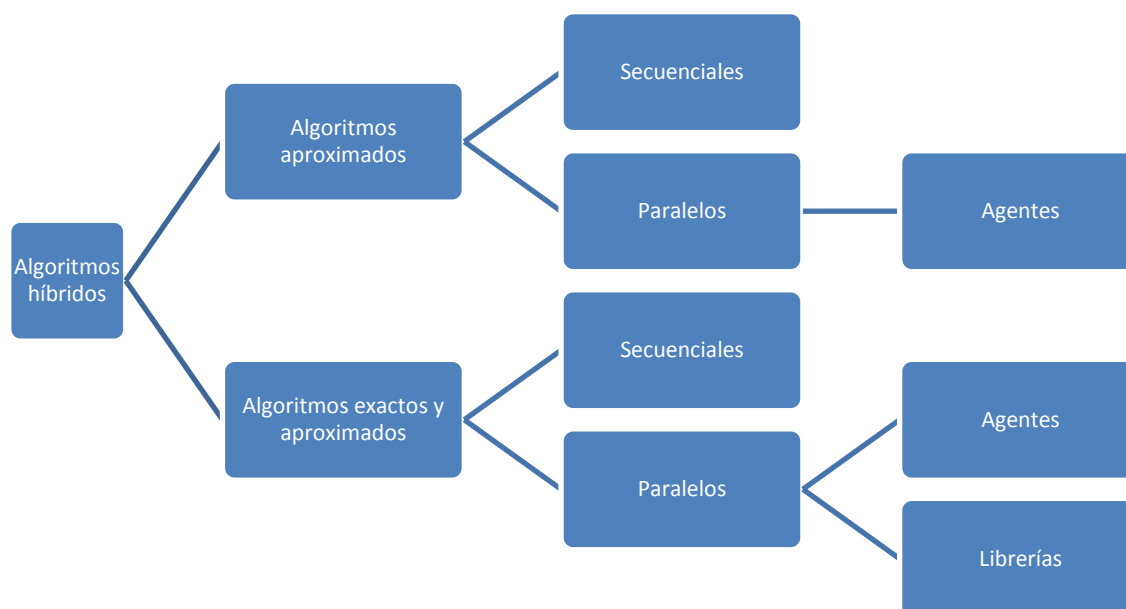 Algoritmos
híbridos
Algoritmos
aproximados
Secuenciales
Paralelos
Agentes
Algoritmos exactos y
aproximados
Secuenciales
Paralelos
Agentes
Librerías